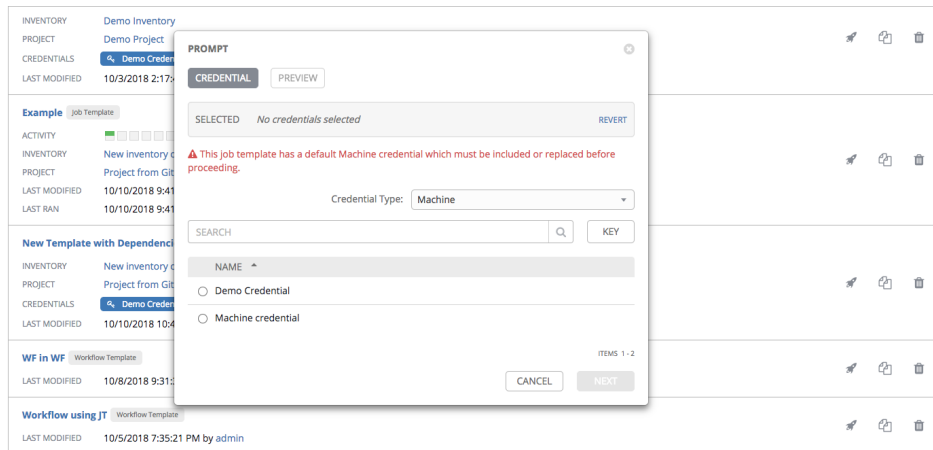 INVENTORY Demo Inventory
PROJECT Demo Project
CREDENTIALS Demo Creden
LAST MODIFIED 10/3/2018 2:17:
Example Job Template
ACTIVITY
INVENTORY New inventory
PROJECT Project from Git
LAST MODIFIED 10/10/2018 9:41
LAST RAN 10/10/2018 9:41
New Template with Dependenci
INVENTORY New inventory
PROJECT Project from Git
CREDENTIALS Demo Creden
LAST MODIFIED 10/10/2018 10:4
WF in WF Workflow Template
LAST MODIFIED 10/8/2018 9:31:
Workflow using JT Workflow Template
LAST MODIFIED 10/5/2018 7:35:21 PM by admin
PROMPT
CREDENTIAL PREVIEW
SELECTED No credentials selected REVERT
This job template has a default Machine credential which must be included or replaced before
proceeding.
Credential Type: Machine
SEARCH KEY
NAME
Demo Credential
Machine credential
ITEMS 1 - 2
CANCEL NEXT